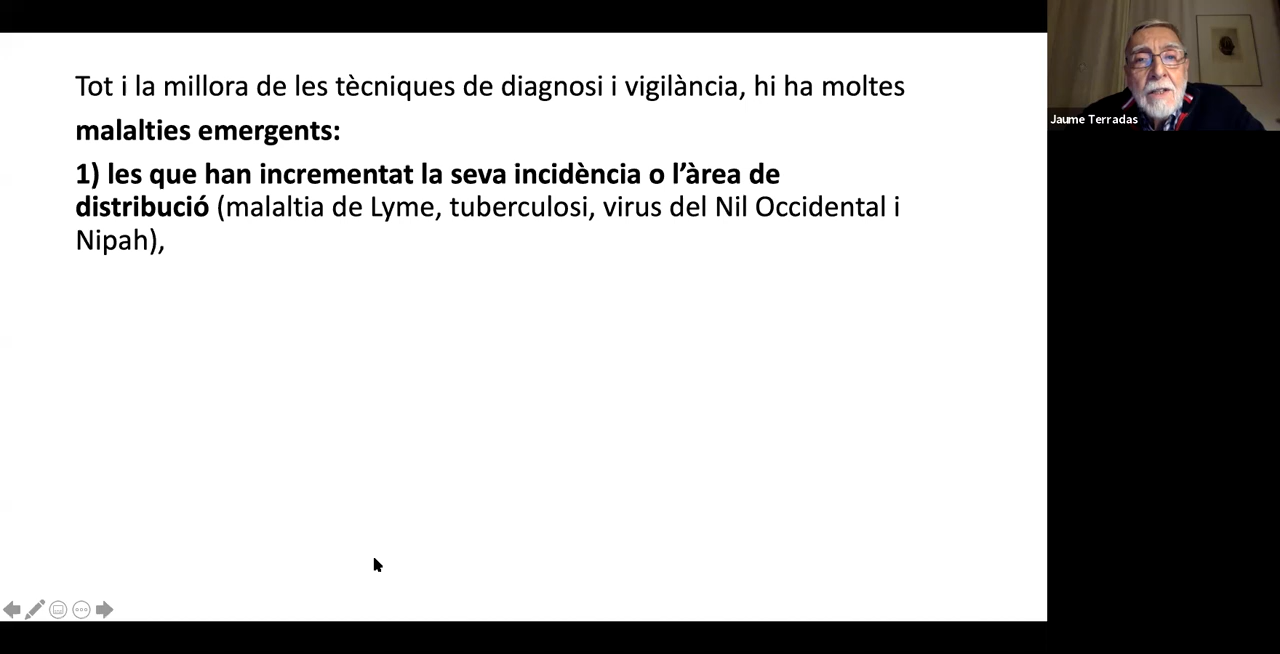 Tot i la millora de les tècniques de diagnosi i vigilància, hi ha moltes
malalties emergents:
1) les que han incrementat la seva incidència o l’àrea de
distribució (malaltia de Lyme, tuberculosi, virus del Nil Occidental i
Nipah),
Jaume Terradas